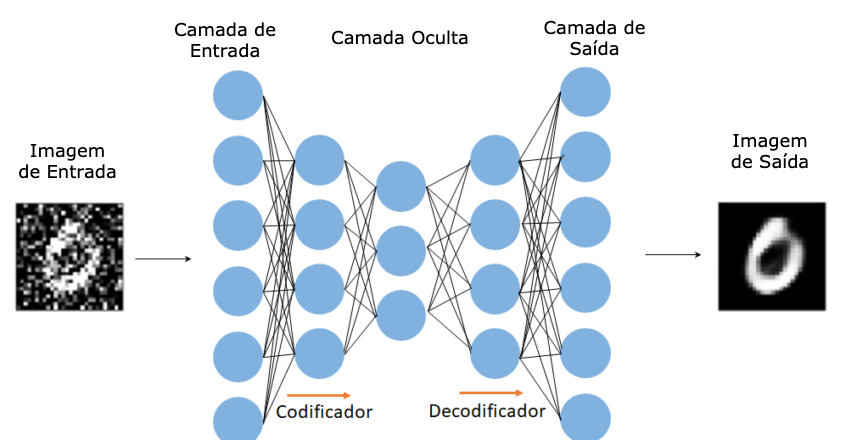 Camada de
Entrada
Camada Oculta
Camada de
Saída
Imagem
de Entrada
Imagem
de Saída
Codificador
Decodificador